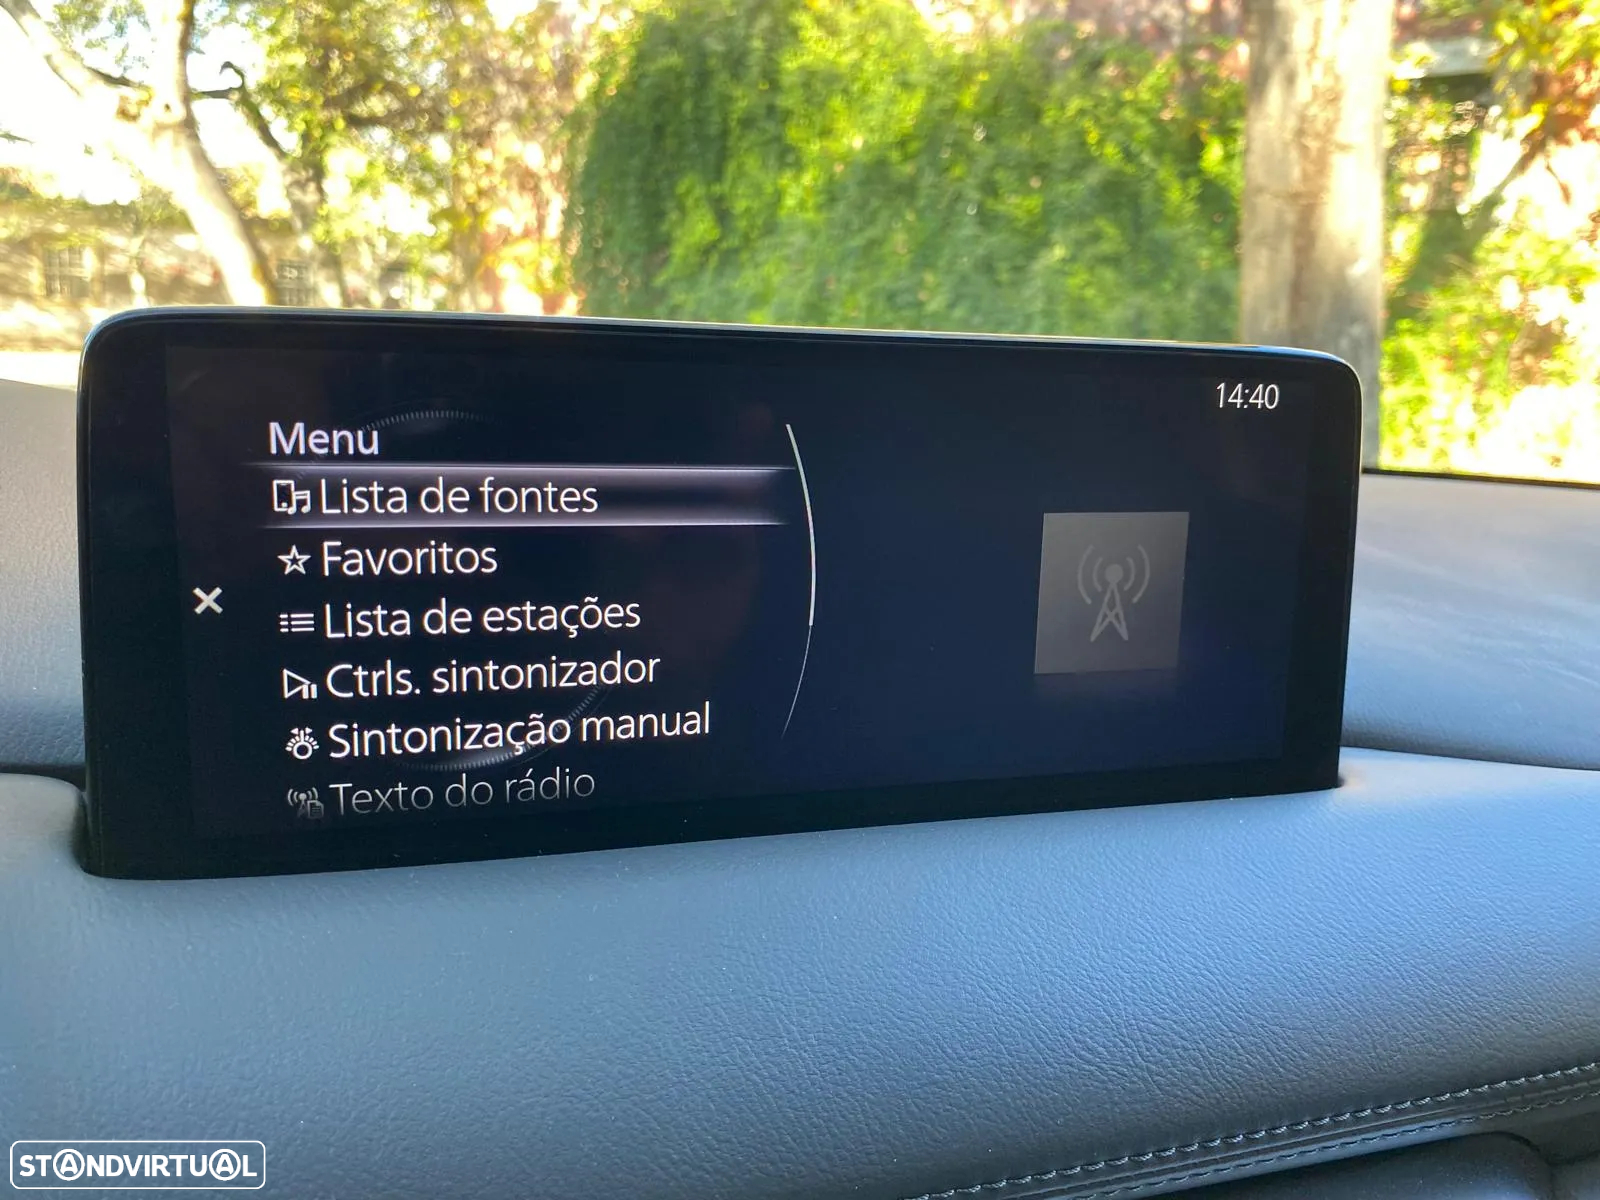 14:40
Menu
Lista de fontes
Favoritos
Lista de estações
Ctrls. sintonizador
Sintonização manual
Texto do rádio
STANDVIRTUAL